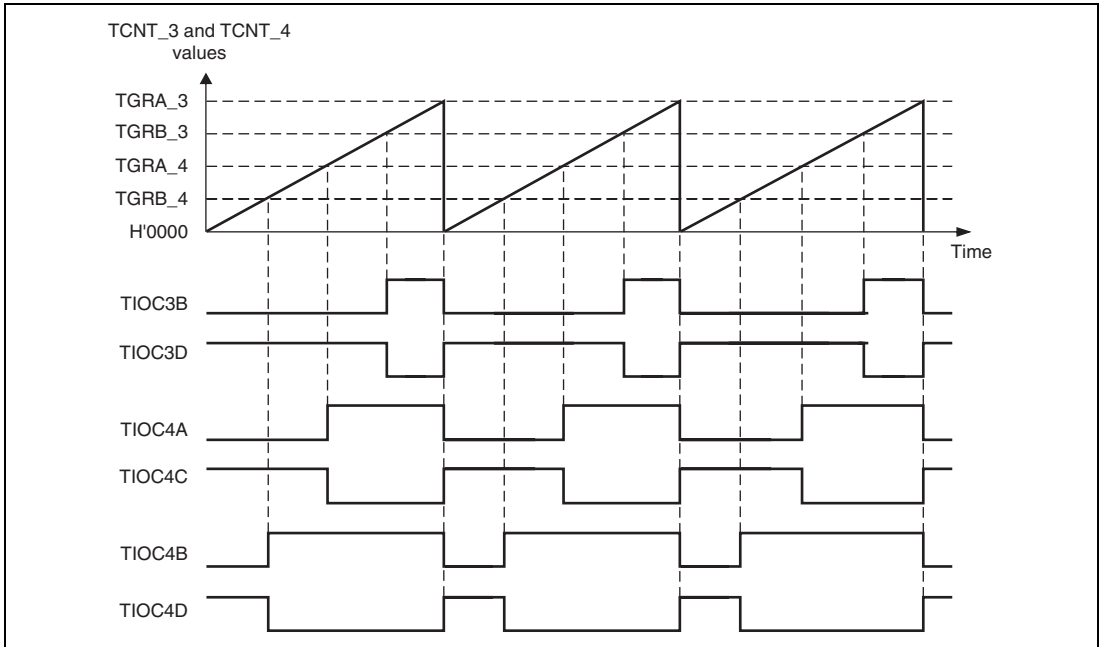 TCNT_3 and TCNT_4
values
TGRA_3
TGRB_3
TGRA_4
TGRB_4
H'0000
Time
TIOC3B
TIOC3D
TIOC4A
TIOC4C
TIOC4B
TIOC4D